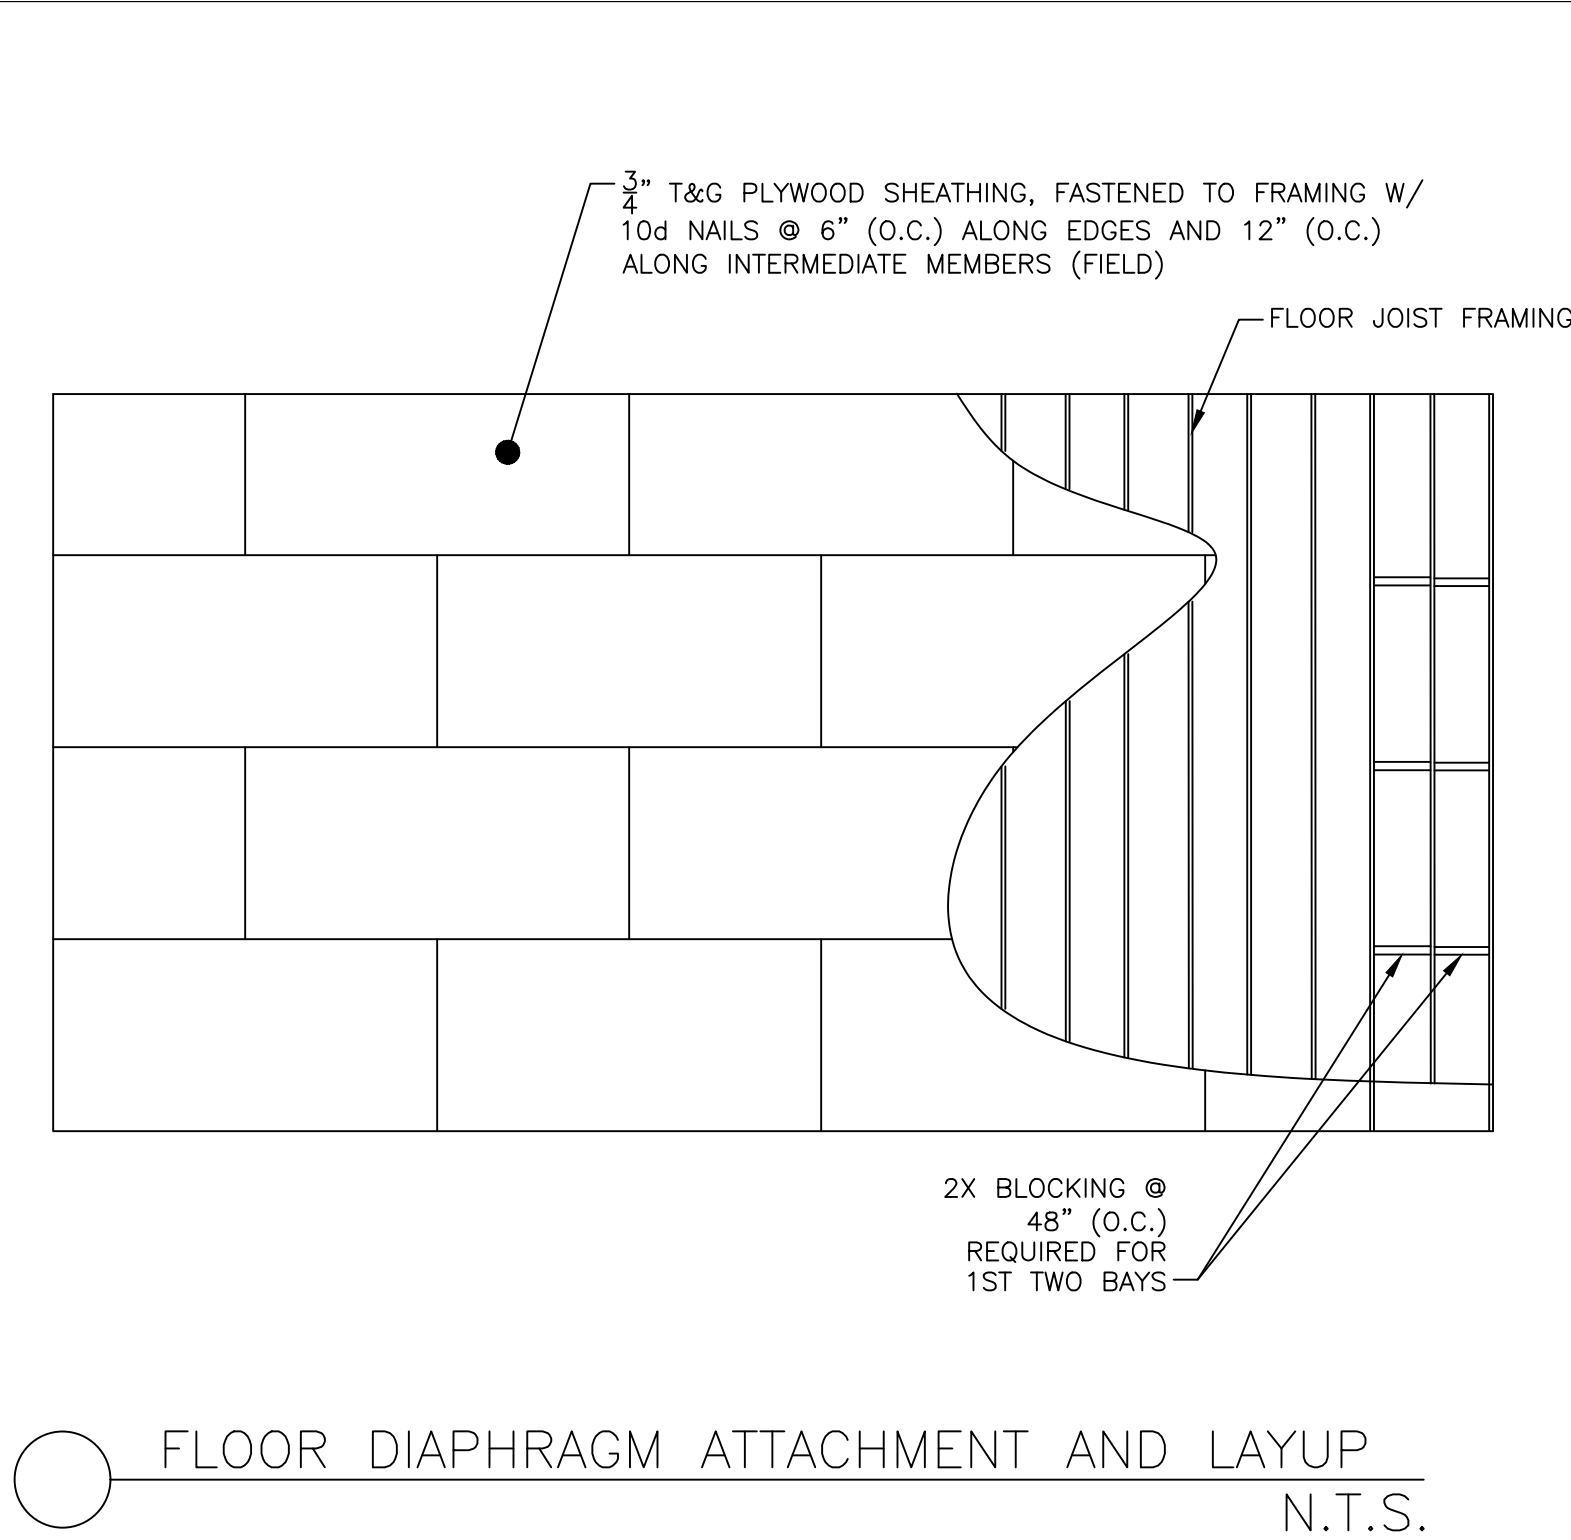 3/4" T&G PLYWOOD SHEATHING, FASTENED TO FRAMING W/
10d NAILS @ 6" (O.C.) ALONG EDGES AND 12" (O.C.)
ALONG INTERMEDIATE MEMBERS (FIELD)
FLOOR JOIST FRAMING
2X BLOCKING @
48" (O.C.)
REQUIRED FOR
1ST TWO BAYS
FLOOR DIAPHRAGM ATTACHMENT AND LAYUP
N.T.S.